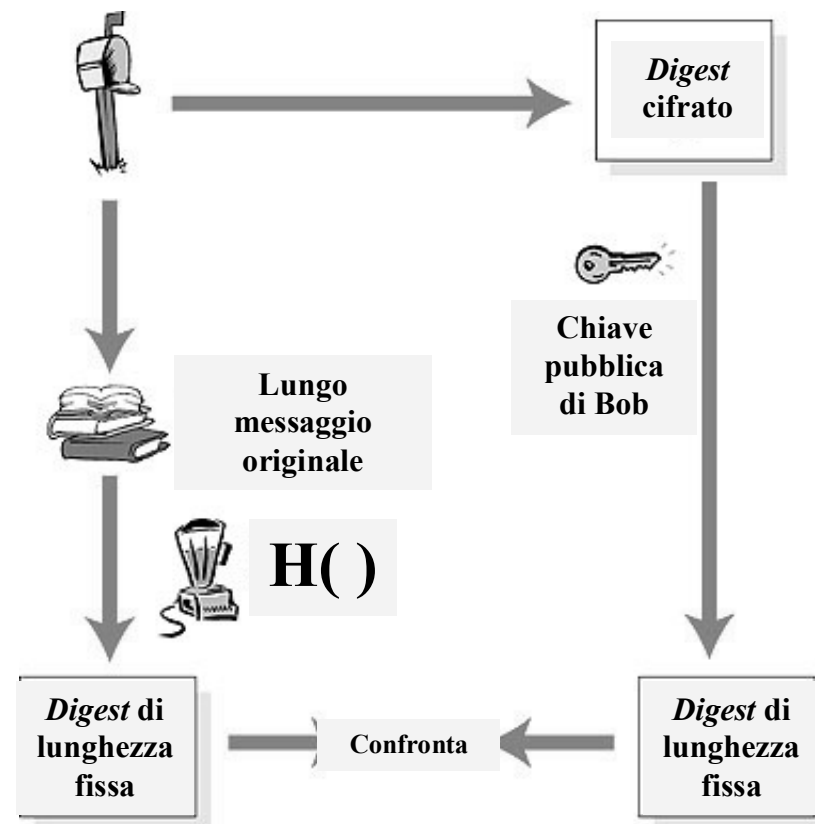 Digest
cifrato
Chiave
pubblica
di Bob
Lungo
messaggio
originale
H( )
Digest di
lunghezza
fissa
Confronta
Digest di
lunghezza
fissa